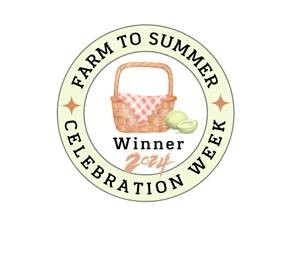 FARM TO SUMMER
Winner
2024
CELEBRATION WEEK